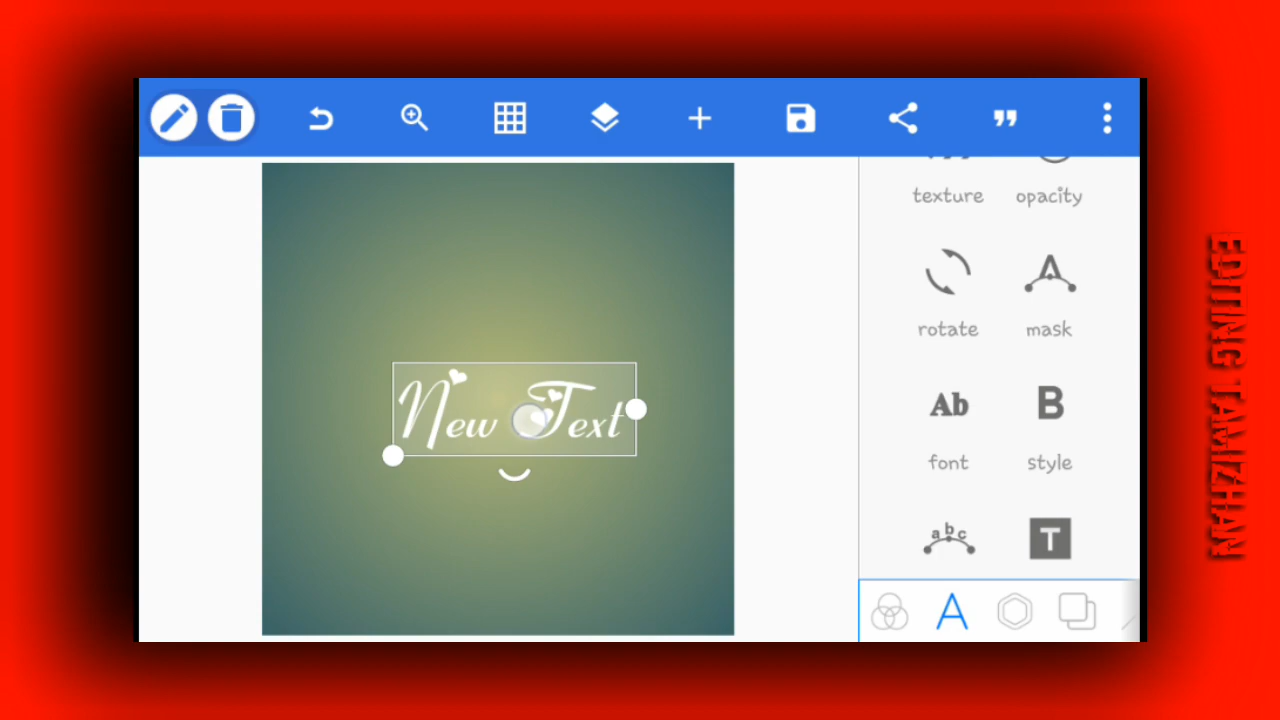 texture opacity
rotate mask
New Text
Ab B
font style
abc T
A
EDITING TAMIZHAN